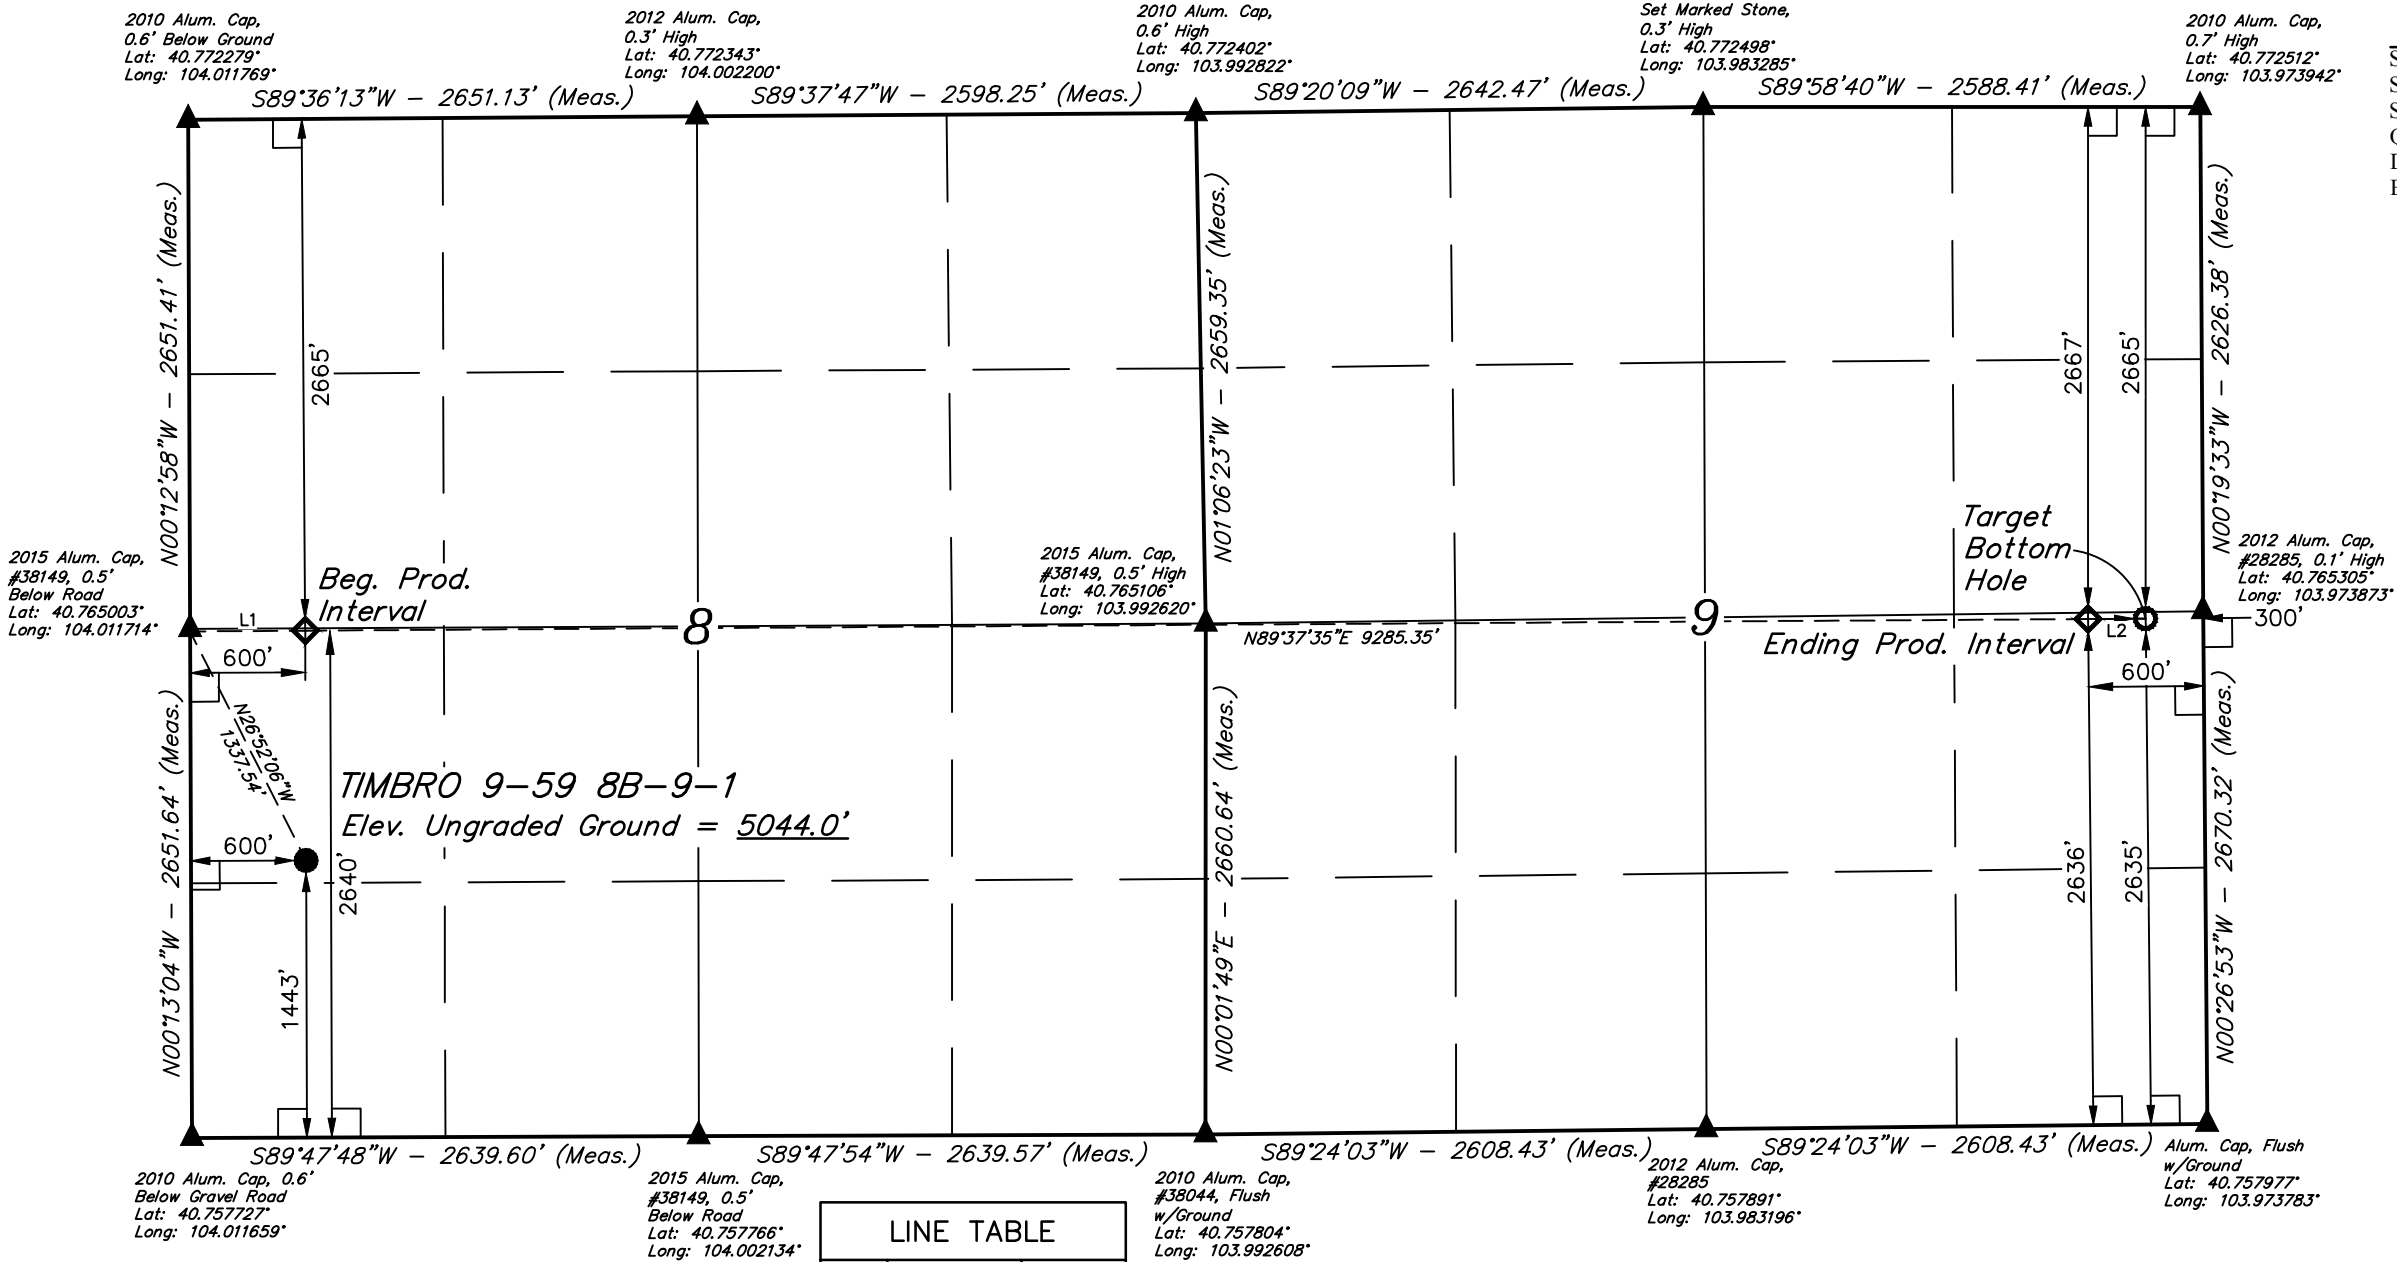 2010 Alum. Cap,
0.6' Below Ground
Lat: 40.772279°
Long: 104.011769°
2012 Alum. Cap,
0.3' High
Lat: 40.772343°
Long: 104.002200°
2010 Alum. Cap,
0.6' High
Lat: 40.772402°
Long: 103.992822°
Set Marked Stone,
0.3' High
Lat: 40.772498°
Long: 103.983285°
2010 Alum. Cap,
0.7' High
Lat: 40.772512°
Long: 103.973942°
S89°36'13"W - 2651.13' (Meas.)
S89°37'47"W - 2598.25' (Meas.)
S89°20'09"W - 2642.47' (Meas.)
S89°58'40"W - 2588.41' (Meas.)
N00°12'58"W - 2651.41' (Meas.)
2665'
N01°06'23"W - 2659.35' (Meas.)
2667'
2665'
N00°19'33"W - 2626.38' (Meas.)
2015 Alum. Cap,
#38149, 0.5'
Below Road
Lat: 40.765003°
Long: 104.011714°
L1
Beg. Prod.
Interval
8
2015 Alum. Cap,
#38149, 0.5' High
Lat: 40.765106°
Long: 103.992620°
N89°37'35"E 9285.35'
9
Target
Bottom
Hole
Ending Prod. Interval
L2
2012 Alum. Cap,
#28285, 0.1' High
Lat: 40.765305°
Long: 103.973873°
300'
600'
600'
N26°52'06"W
1337.54'
TIMBRO 9-59 8B-9-1
Elev. Ungraded Ground = 5044.0'
600'
N00°13'04"W - 2651.64' (Meas.)
1443'
2640'
N00°01'49"E - 2660.64' (Meas.)
2636'
2635'
N00°26'53"W - 2670.32' (Meas.)
S89°47'48"W - 2639.60' (Meas.)
S89°47'54"W - 2639.57' (Meas.)
S89°24'03"W - 2608.43' (Meas.)
S89°24'03"W - 2608.43' (Meas.)
2010 Alum. Cap, 0.6'
Below Gravel Road
Lat: 40.757727°
Long: 104.011659°
2015 Alum. Cap,
#38149, 0.5'
Below Road
Lat: 40.757766°
Long: 104.002134°
LINE TABLE
2010 Alum. Cap,
#38044, Flush
w/Ground
Lat: 40.757804°
Long: 103.992608°
2012 Alum. Cap,
#28285
Lat: 40.757891°
Long: 103.983196°
Alum. Cap, Flush
w/Ground
Lat: 40.757977°
Long: 103.973783°